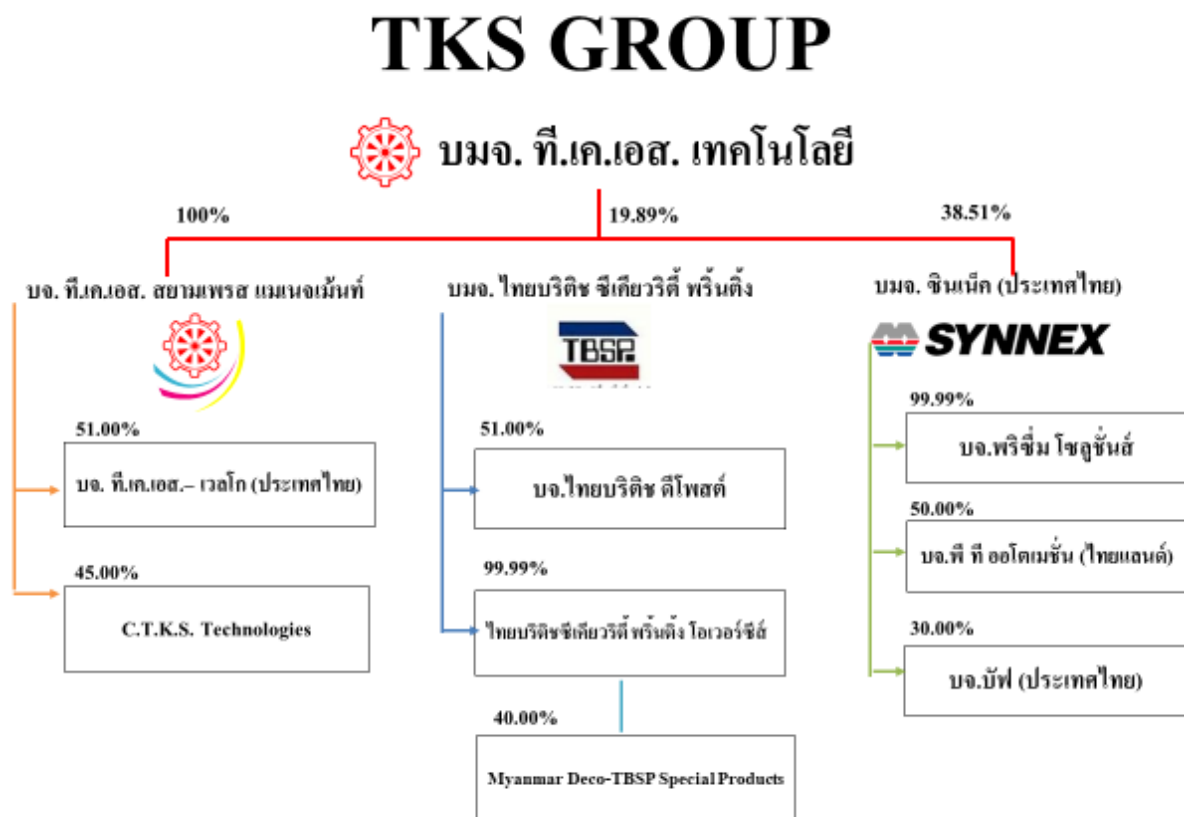 TKS GROUP
บมจ. ที.เค.เอส. เทคโนโลยี
100%
19.89%
38.51%
บจ. ที.เค.เอส. สยามเพรส แมเนจเม้นท์
บมจ. ไทยบริติช ซีเคียวริตี้ พริ้นติ้ง
บมจ. ซินเน็ค (ประเทศไทย)
TBSP
SYNNEX
51.00%
บจ. ที.เค.เอส.– เวลโก (ประเทศไทย)
45.00%
C.T.K.S. Technologies
51.00%
บจ.ไทยบริติช ดีโพสต์
99.99%
ไทยบริติชซีเคียวริตี้ พริ้นติ้ง โอเวอร์ซีส์
40.00%
Myanmar Deco-TBSP Special Products
99.99%
บจ.พริซึ่ม โซลูชั่นส์
50.00%
บจ.พี ที ออโตเมชั่น (ไทยแลนด์)
30.00%
บจ.บัฟ (ประเทศไทย)